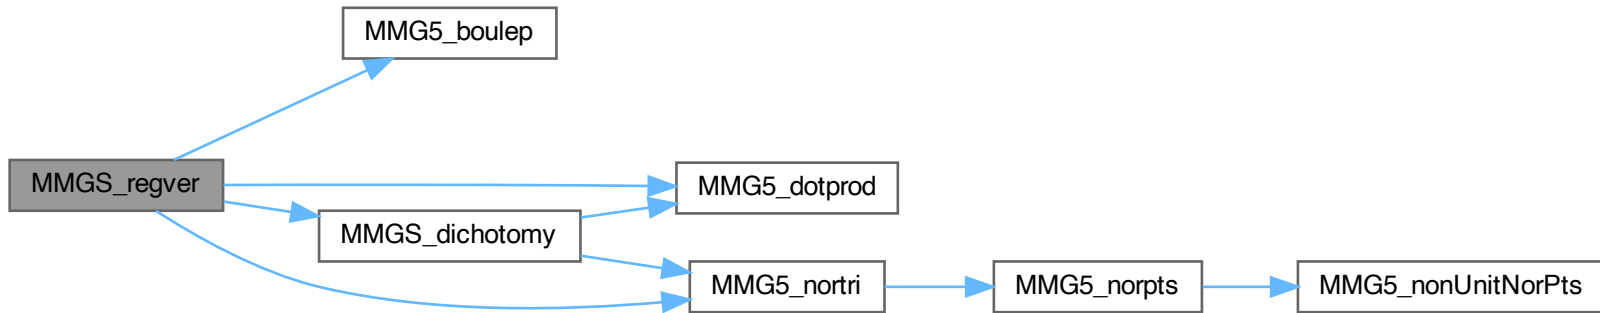 MMG5_boulep
MMGS_regver
MMG5_dotprod
MMGS_dichotomy
MMG5_nortri
MMG5_norpts
MMG5_nonUnitNorPts